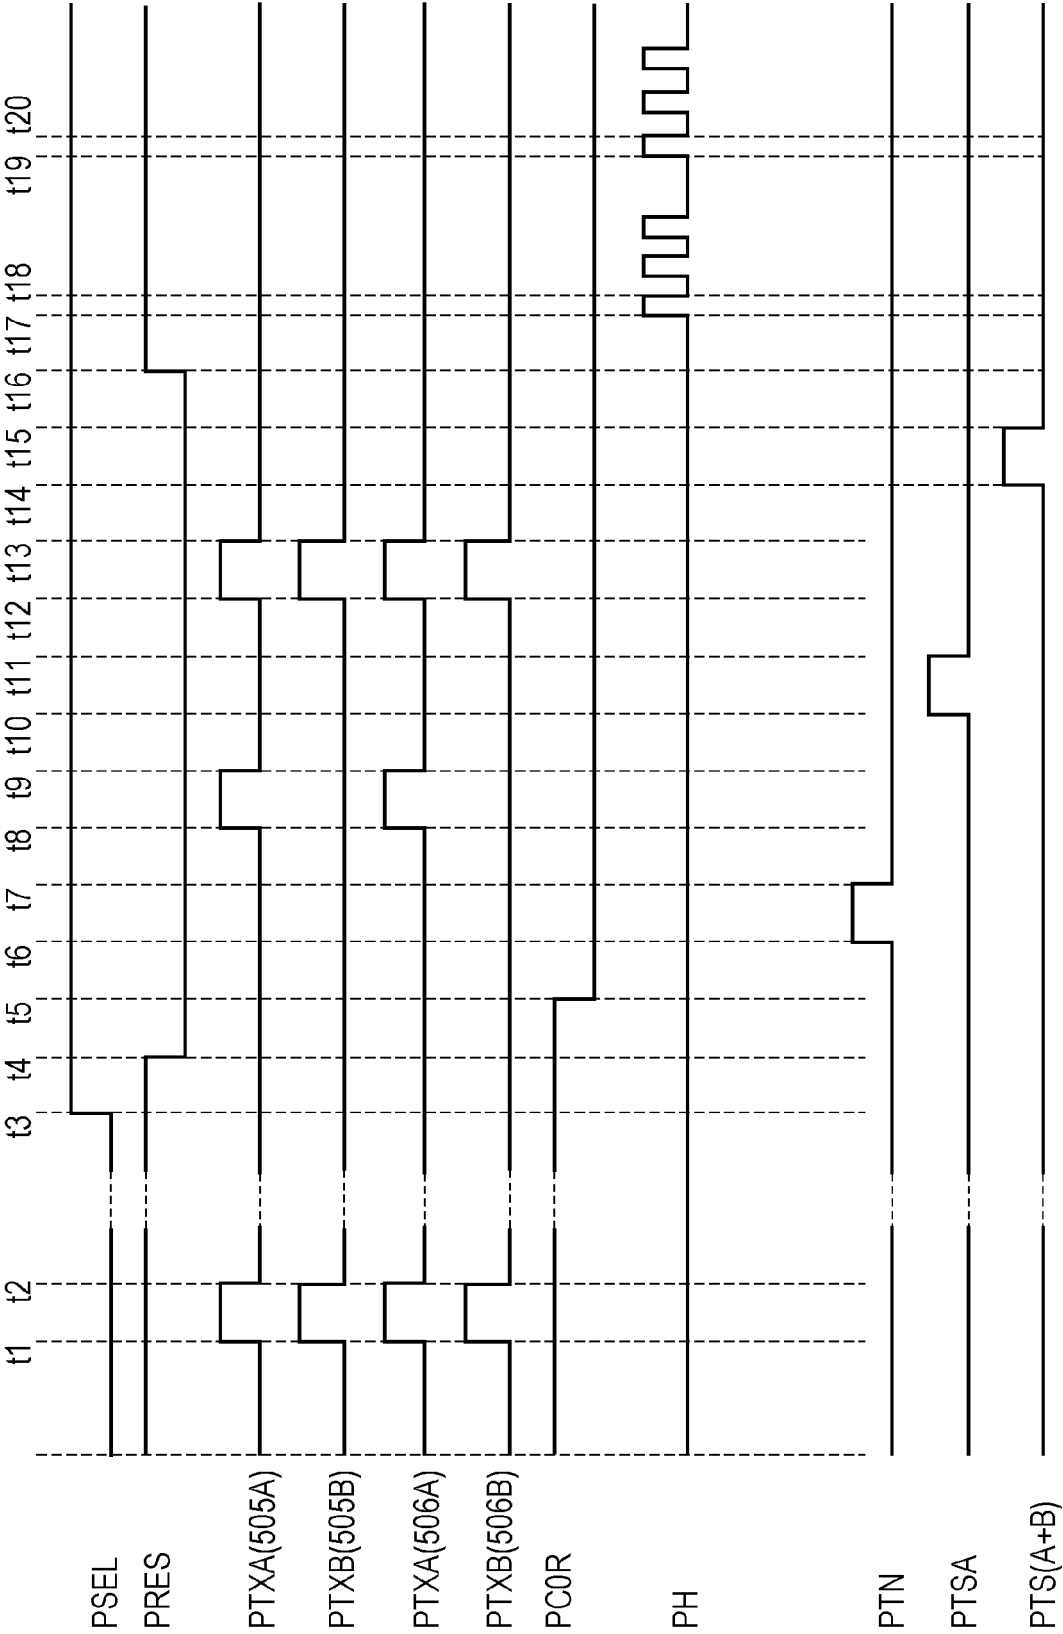 t1
t2
t3
t4
t5
t6
t7
t8
t9
t10
t11
t12
t13
t14
t15
t16
t17
t18
t19
t20
PSEL
PRES
PTXA(505A)
PTXB(505B)
PTXA(506A)
PTXB(506B)
PC0R
PH
PTN
PTSA
PTS(A+B)